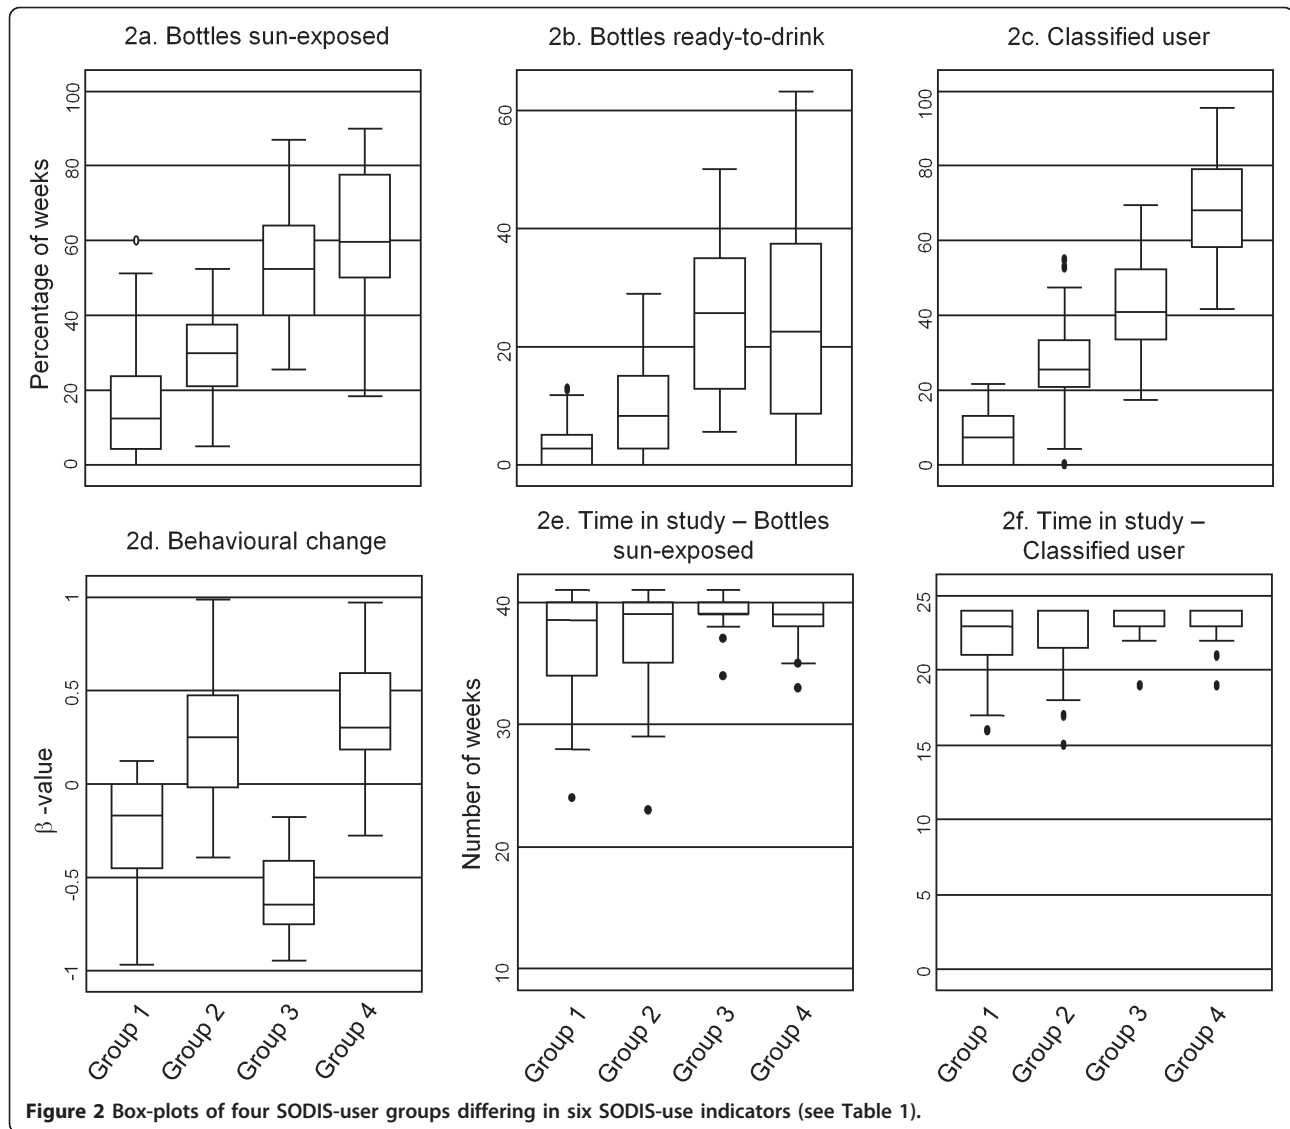 2a. Bottles sun-exposed
2b. Bottles ready-to-drink
2c. Classified user
Percentage of weeks
100
80
60
40
20
0
60
40
20
0
100
80
60
40
20
0
2d. Behavioural change
2e. Time in study – Bottles
sun-exposed
2f. Time in study –
Classified user
β -value
1
0.5
0
-0.5
-1
Number of weeks
40
30
20
10
25
20
15
10
5
0
Group 1
Group 2
Group 3
Group 4
Group 1
Group 2
Group 3
Group 4
Group 1
Group 2
Group 3
Group 4
Figure 2 Box-plots of four SODIS-user groups differing in six SODIS-use indicators (see Table 1).